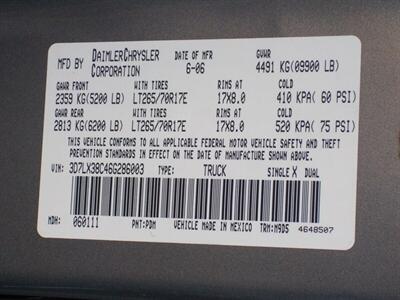 MFD BY DAIMLERCHRYSLER CORPORATION DATE OF MFR 6-06 GVWR 4491 KG(09900 LB)
GAWR FRONT WITH TIRES RIMS AT COLD
2359 KG(5200 LB) LT265/70R17E 17X8.0 410 KPA( 60 PSI)
GAWR REAR WITH TIRES RIMS AT COLD
2813 KG(6200 LB) LT265/70R17E 17X8.0 520 KPA( 75 PSI)
THIS VEHICLE CONFORMS TO ALL APPLICABLE FEDERAL MOTOR VEHICLE SAFETY
STANDARDS IN EFFECT ON THE DATE OF MANUFACTURE SHOWN ABOVE
VIN: 3D7LX38C46G286003 TYPE: TRUCK SINGLE X DUAL
MDH: 060111 PNT:PDM VEHICLE MADE IN MEXICO TRM:M9D5 4648507